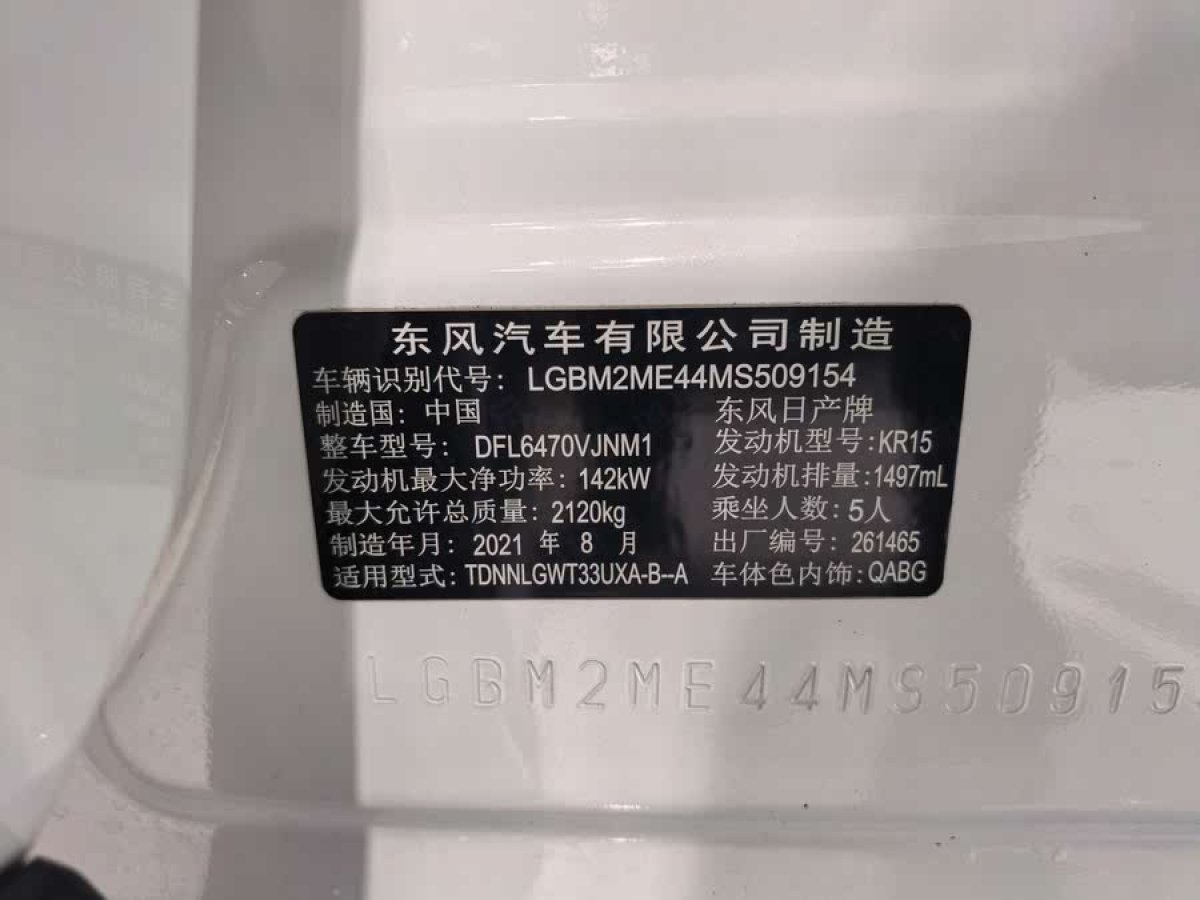 东风汽车有限公司制造
车辆识别代号: LGBM2ME44MS509154
制造国: 中国 东风日产牌
整车型号: DFL6470VJNM1 发动机型号:KR15
发动机最大净功率: 142kW 发动机排量:1497mL
最大允许总质量: 2120kg 乘坐人数: 5人
制造年月: 2021 年 8 月 出厂编号: 261465
适用型式: TDNNLGWT33UXA-B--A 车体色内饰: QABG
LGBM2ME44MS50915